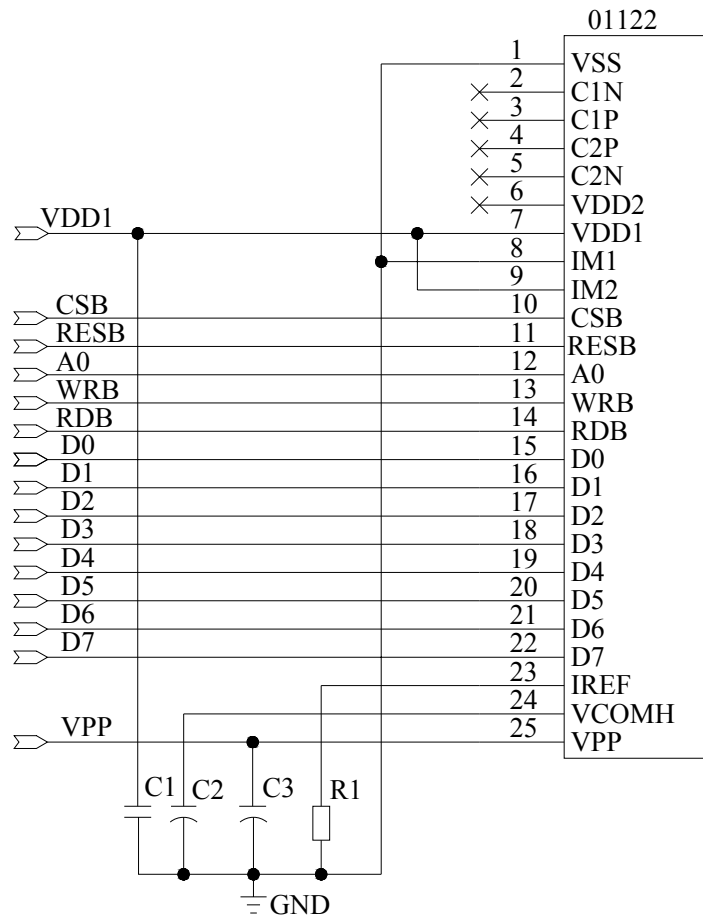 01122
1 VSS
2 C1N
3 C1P
4 C2P
5 C2N
6 VDD2
VDD1 7 VDD1
8 IM1
9 IM2
CSB 10 CSB
RESB 11 RESB
A0 12 A0
WRB 13 WRB
RDB 14 RDB
D0 15 D0
D1 16 D1
D2 17 D2
D3 18 D3
D4 19 D4
D5 20 D5
D6 21 D6
D7 22 D7
23 IREF
24 VCOMH
VPP 25 VPP
C1 C2 C3 R1
GND